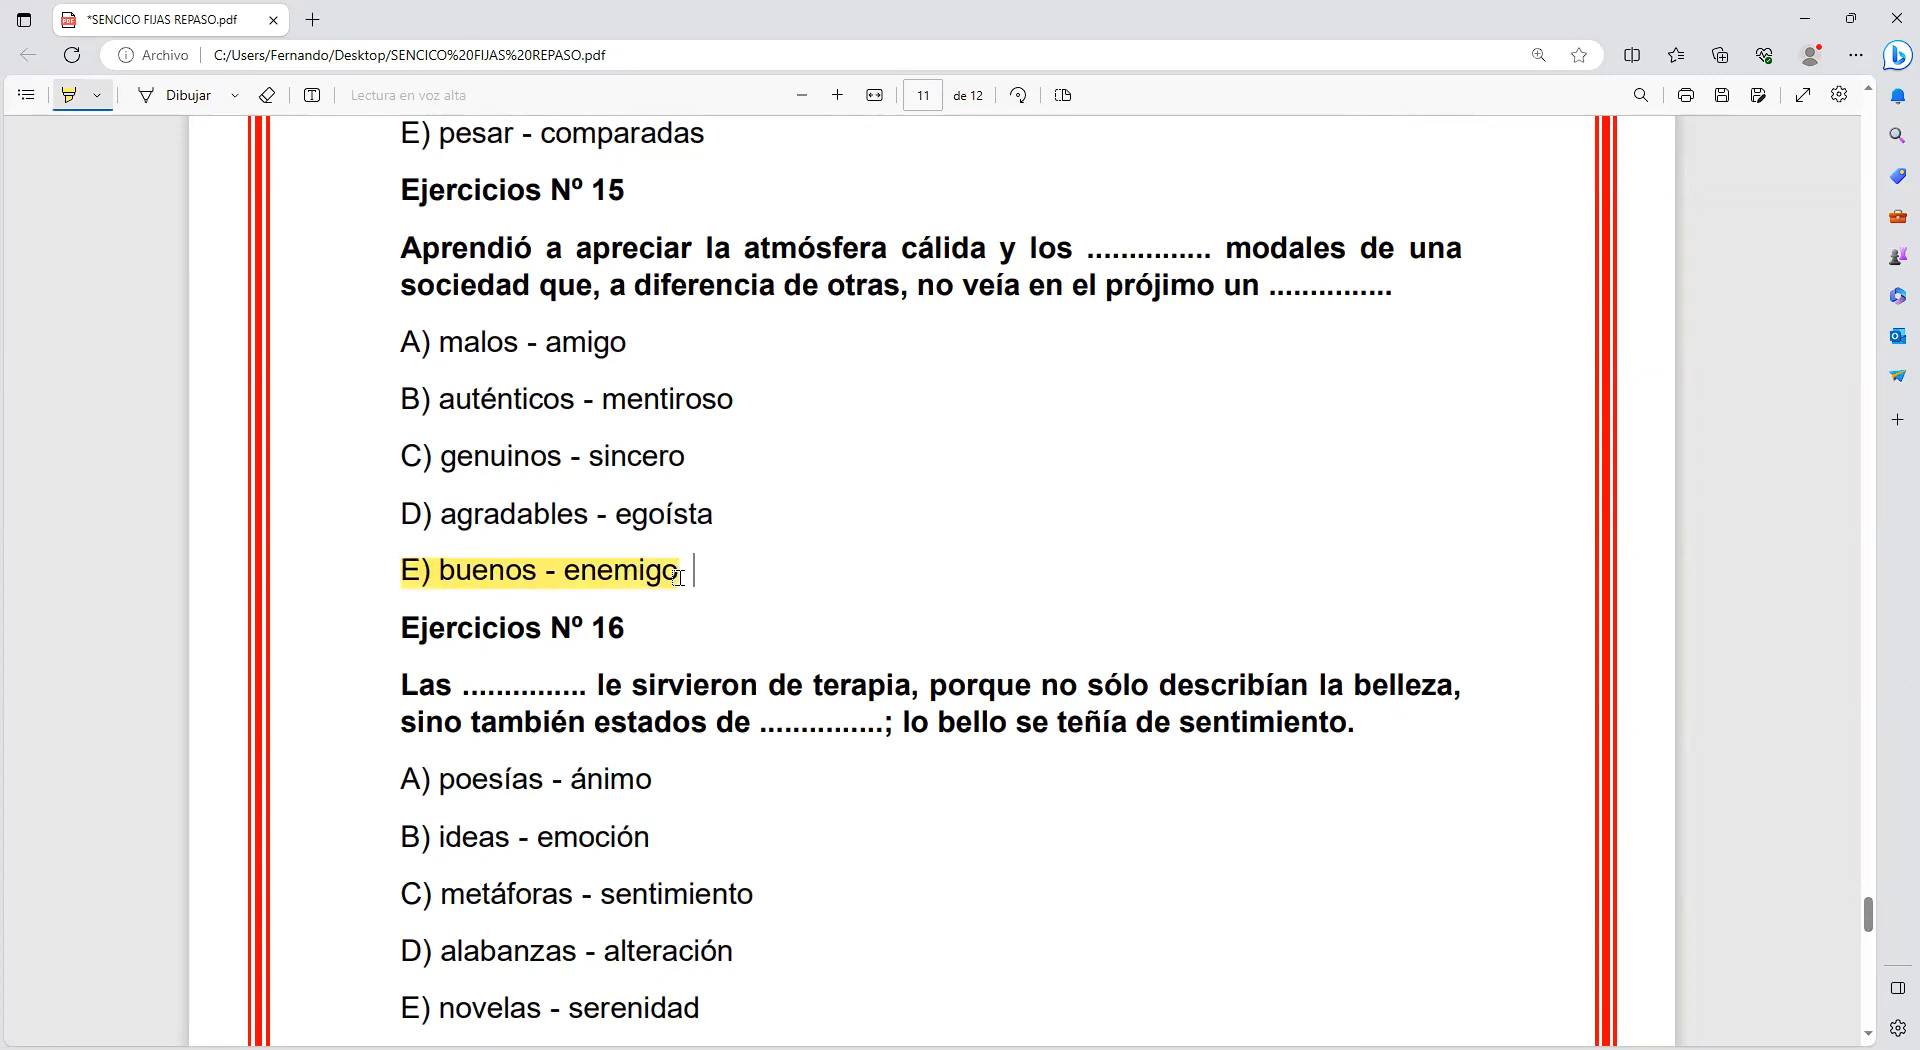 *SENCICO FIJAS REPASO.pdf
Archivo
C:/Users/Fernando/Desktop/SENCICO%20FIJAS%20REPASO.pdf
Dibujar
Lectura en voz alta
11 de 12
E) pesar - comparadas
Ejercicios Nº 15
Aprendió a apreciar la atmósfera cálida y los ............... modales de una
sociedad que, a diferencia de otras, no veía en el prójimo un ...............
A) malos - amigo
B) auténticos - mentiroso
C) genuinos - sincero
D) agradables - egoísta
E) buenos - enemigo
Ejercicios Nº 16
Las ............... le sirvieron de terapia, porque no sólo describían la belleza,
sino también estados de ...............; lo bello se teñía de sentimiento.
A) poesías - ánimo
B) ideas - emoción
C) metáforas - sentimiento
D) alabanzas - alteración
E) novelas - serenidad